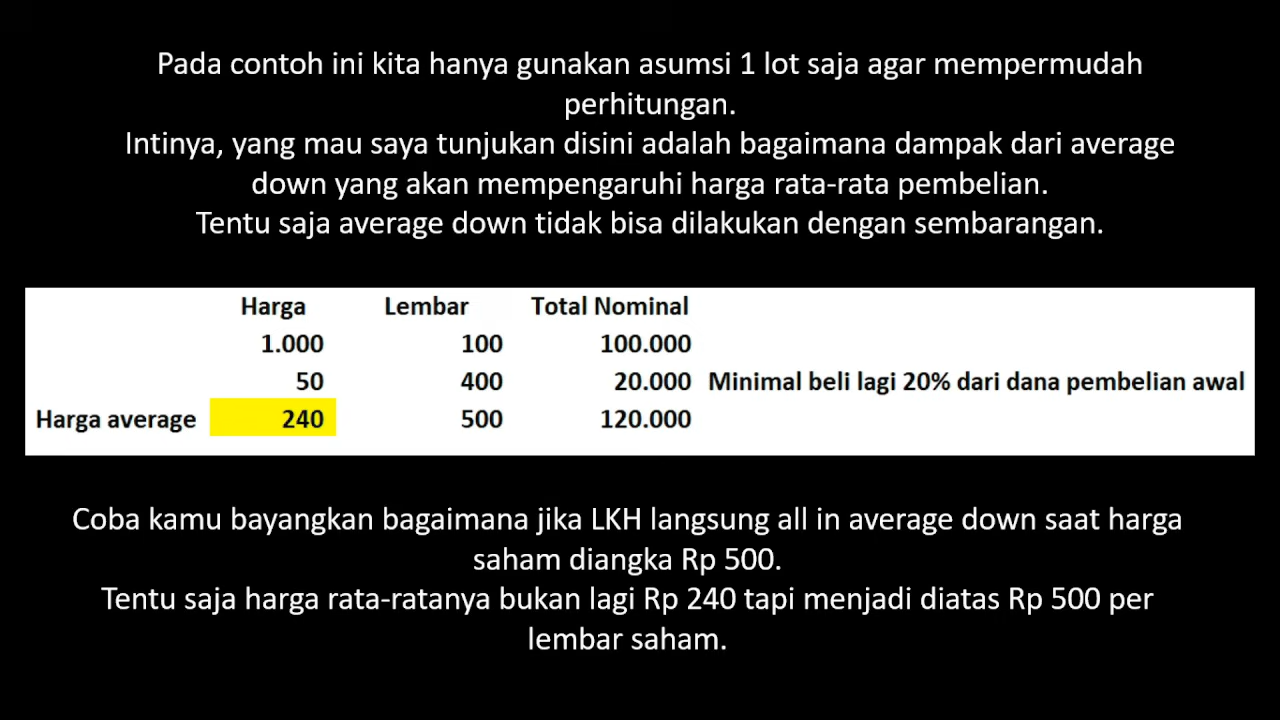 Pada contoh ini kita hanya gunakan asumsi 1 lot saja agar mempermudah
perhitungan.
Intinya, yang mau saya tunjukan disini adalah bagaimana dampak dari average
down yang akan mempengaruhi harga rata-rata pembelian.
Tentu saja average down tidak bisa dilakukan dengan sembarangan.
Harga Lembar Total Nominal
1.000 100 100.000
50 400 20.000 Minimal beli lagi 20% dari dana pembelian awal
Harga average 240 500 120.000
Coba kamu bayangkan bagaimana jika LKH langsung all in average down saat harga
saham diangka Rp 500.
Tentu saja harga rata-ratanya bukan lagi Rp 240 tapi menjadi diatas Rp 500 per
lembar saham.